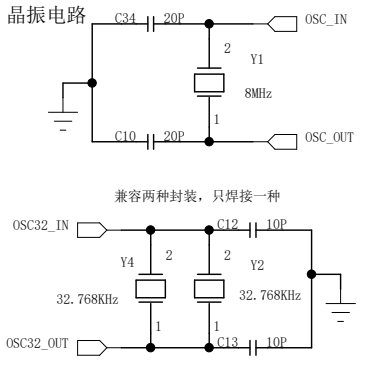 晶振电路
C34 20P OSC_IN
2
Y1
8MHz
1
C10 20P OSC_OUT
兼容两种封装，只焊接一种
OSC32_IN C12 10P
2 2
Y4 Y2
32.768KHz 32.768KHz
1 1
OSC32_OUT C13 10P